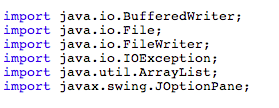 import java.io.BufferedWriter;
import java.io.File;
import java.io.FileWriter;
import java.io.IOException;
import java.util.ArrayList;
import javax.swing.JOptionPane;